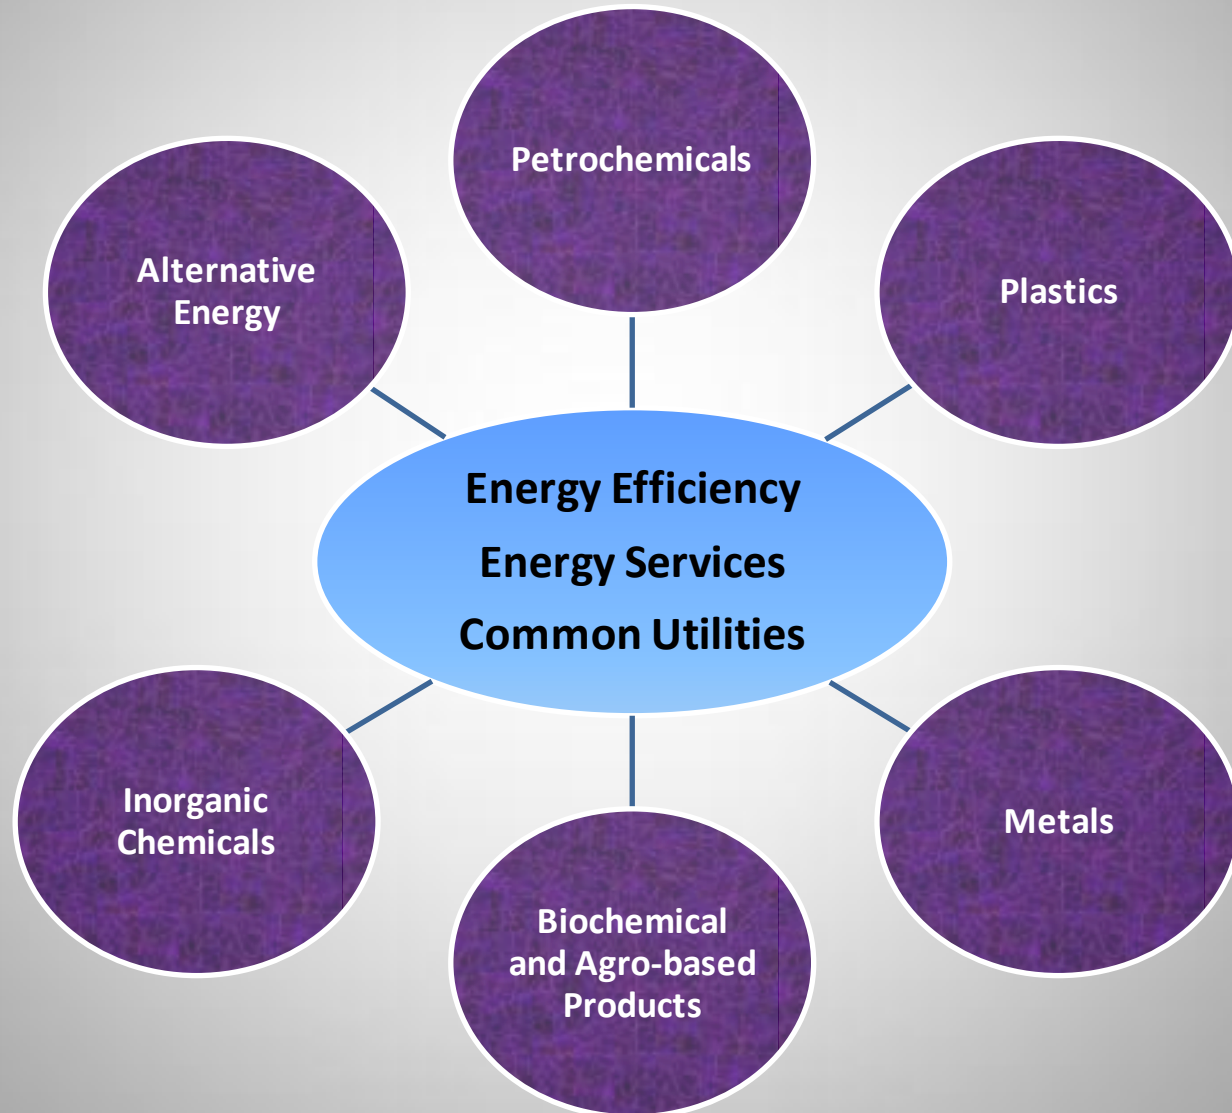 Petrochemicals
Alternative
Energy
Plastics
Energy Efficiency
Energy Services
Common Utilities
Inorganic
Chemicals
Metals
Biochemical
and Agro-based
Products